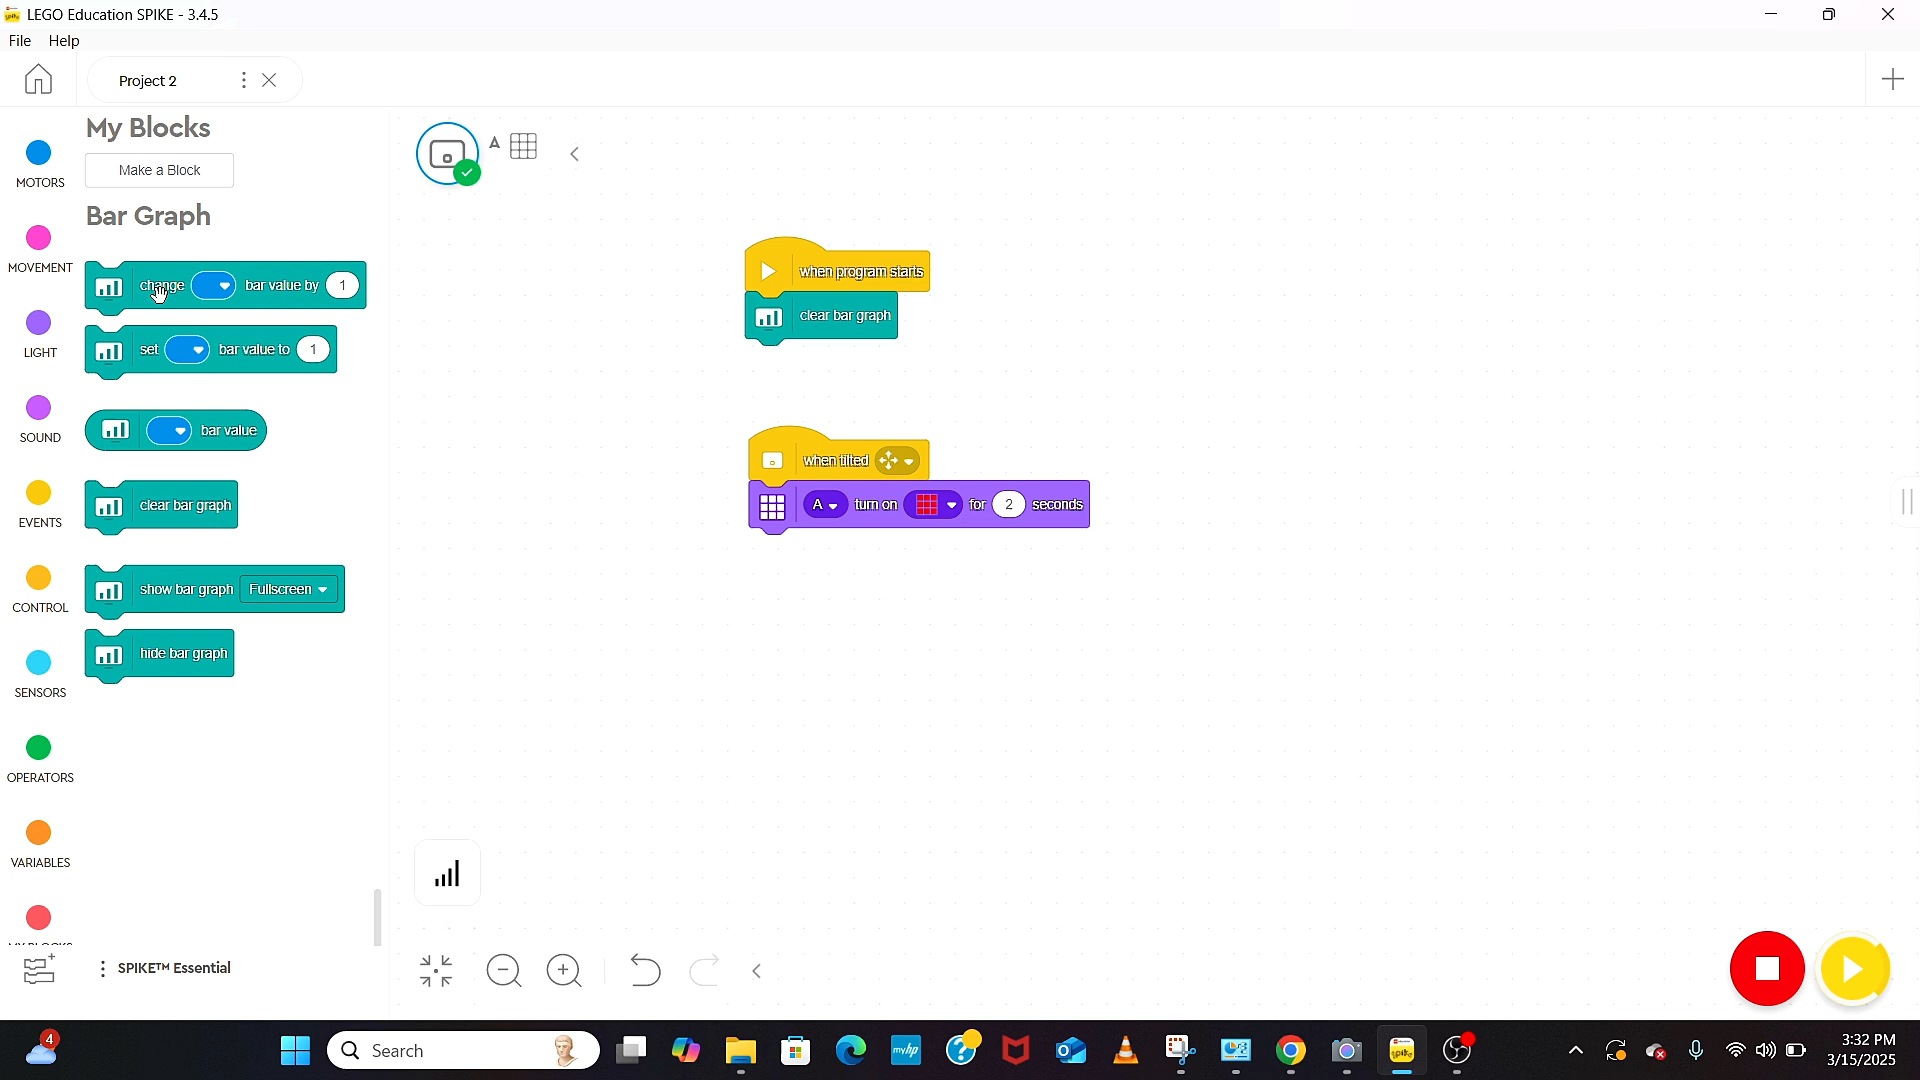 LEGO Education SPIKE - 3.4.5
File Help
Project 2
My Blocks
Make a Block
Bar Graph
MOTORS
MOVEMENT
LIGHT
SOUND
EVENTS
CONTROL
SENSORS
OPERATORS
VARIABLES
change bar value by 1
set bar value to 1
bar value
clear bar graph
show bar graph Fullscreen
hide bar graph
SPIKE™ Essential
A
when program starts
clear bar graph
when tilted
A turn on for 2 seconds
4
Search
myhp
3:32 PM
3/15/2025